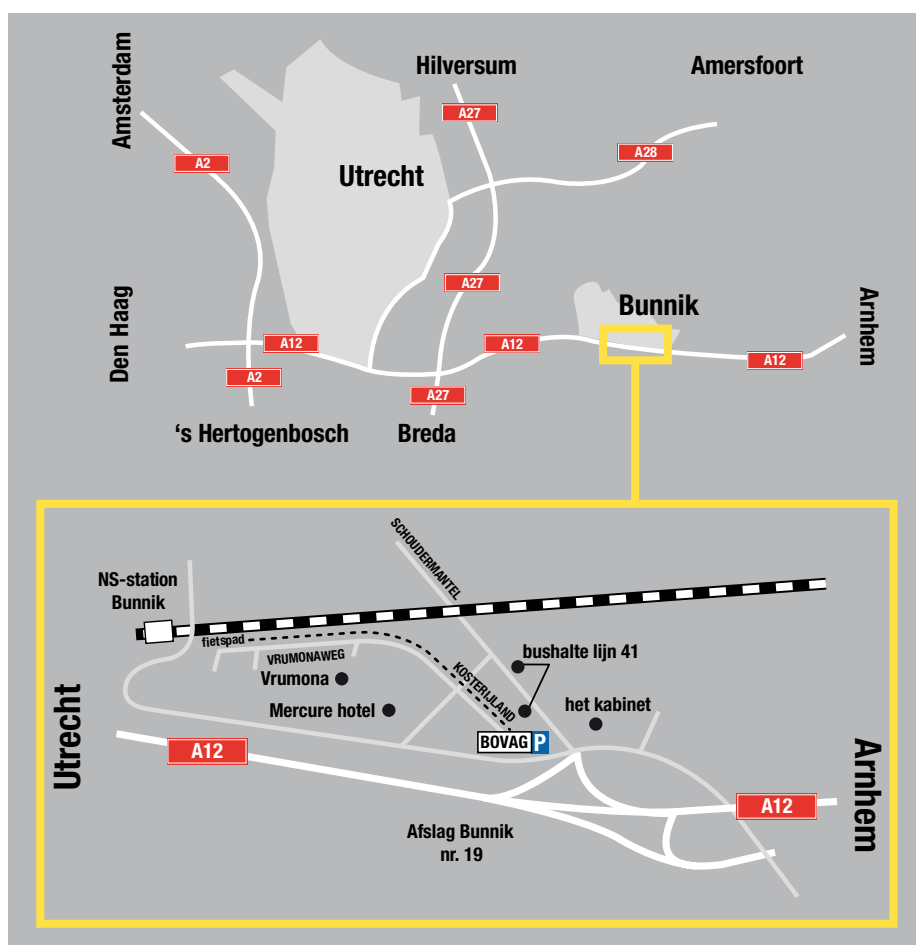 Amsterdam
Hilversum
Amersfoort
A27
A2
A28
Utrecht
A27
Den Haag
Bunnik
Arnhem
A12
A12
A12
A2
A27
‘s Hertogenbosch
Breda
SCHOUDERMANTEL
NS-station
Bunnik
fietspad
VRUMONAWEG
bushalte lijn 41
Vrumona
KOSTERIJLAND
Mercure hotel
het kabinet
BOVAG P
Utrecht
A12
Arnhem
A12
Afslag Bunnik
nr. 19